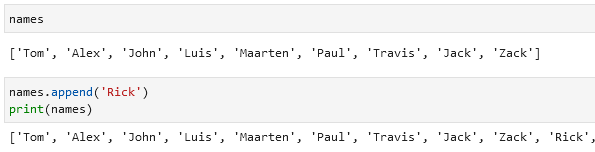 names
['Tom', 'Alex', 'John', 'Luis', 'Maarten', 'Paul', 'Travis', 'Jack', 'Zack']
names.append('Rick')
print(names)
['Tom', 'Alex', 'John', 'Luis', 'Maarten', 'Paul', 'Travis', 'Jack', 'Zack', 'Rick',